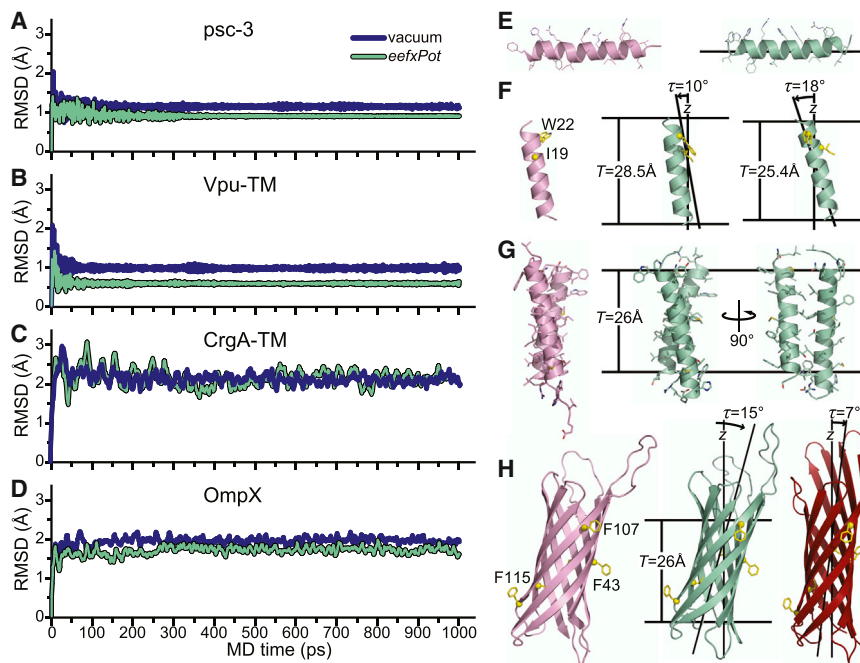 A
psc-3
vacuum
eefxPot
RMSD (Å)
3
2
1
0
B
Vpu-TM
RMSD (Å)
3
2
1
0
C
CrgA-TM
RMSD (Å)
3
2
1
0
D
OmpX
RMSD (Å)
3
2
1
0
0 100 200 300 400 500 600 700 800 900 1000
MD time (ps)
E
F
W22
I19
τ=10°
z
T=28.5Å
τ=18°
z
T=25.4Å
G
T=26Å
90°
H
F107
F115
F43
τ=15°
z
T=26Å
τ=7°
z